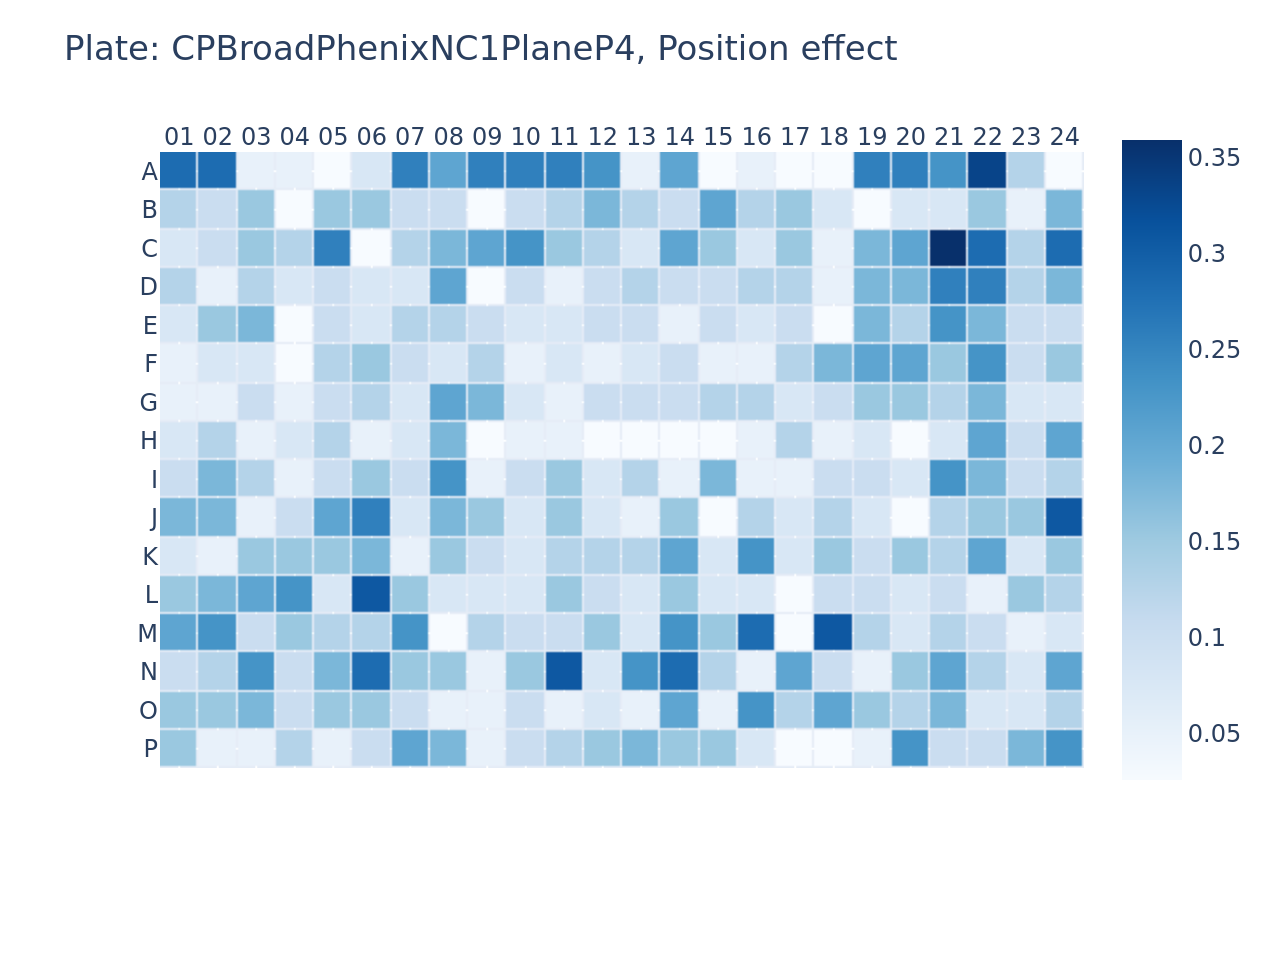 Plate: CPBroadPhenixNC1PlaneP4, Position effect
01 02 03 04 05 06 07 08 09 10 11 12 13 14 15 16 17 18 19 20 21 22 23 24
A
B
C
D
E
F
G
H
I
J
K
L
M
N
O
P
0.35
0.3
0.25
0.2
0.15
0.1
0.05